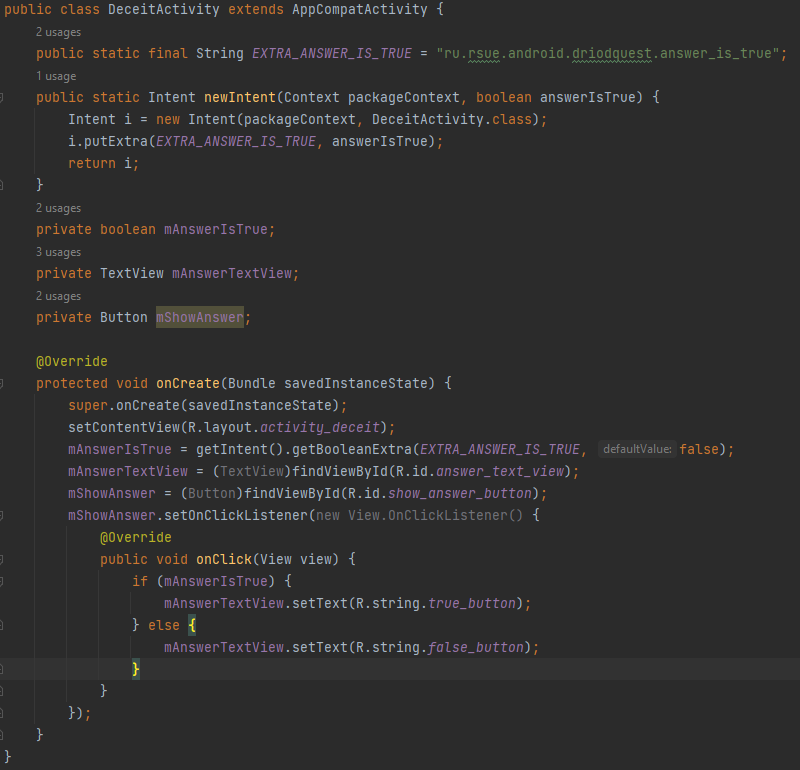 public class DeceitActivity extends AppCompatActivity {
2 usages
public static final String EXTRA_ANSWER_IS_TRUE = "ru.rsue.android.driodquest.answer_is_true";
1 usage
public static Intent newIntent(Context packageContext, boolean answerIsTrue) {
Intent i = new Intent(packageContext, DeceitActivity.class);
i.putExtra(EXTRA_ANSWER_IS_TRUE, answerIsTrue);
return i;
}
2 usages
private boolean mAnswerIsTrue;
3 usages
private TextView mAnswerTextView;
2 usages
private Button mShowAnswer;
@Override
protected void onCreate(Bundle savedInstanceState) {
super.onCreate(savedInstanceState);
setContentView(R.layout.activity_deceit);
mAnswerIsTrue = getIntent().getBooleanExtra(EXTRA_ANSWER_IS_TRUE, defaultValue: false);
mAnswerTextView = (TextView)findViewById(R.id.answer_text_view);
mShowAnswer = (Button)findViewById(R.id.show_answer_button);
mShowAnswer.setOnClickListener(new View.OnClickListener() {
@Override
public void onClick(View view) {
if (mAnswerIsTrue) {
mAnswerTextView.setText(R.string.true_button);
} else {
mAnswerTextView.setText(R.string.false_button);
}
}
});
}
}